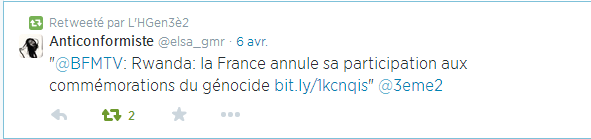 Retweeté par L'HGen3è2
Anticonformiste @elsa_gmr · 6 avr.
"@BFMTV: Rwanda: la France annule sa participation aux
commémorations du génocide bit.ly/1kcnqis" @3eme2
2